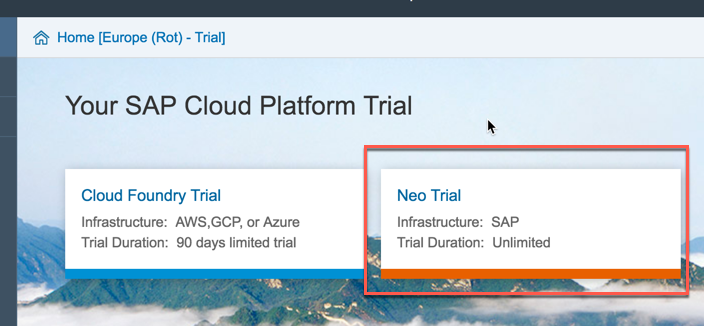 Home [Europe (Rot) - Trial]
Your SAP Cloud Platform Trial
Cloud Foundry Trial
Infrastructure: AWS,GCP, or Azure
Trial Duration: 90 days limited trial
Neo Trial
Infrastructure: SAP
Trial Duration: Unlimited